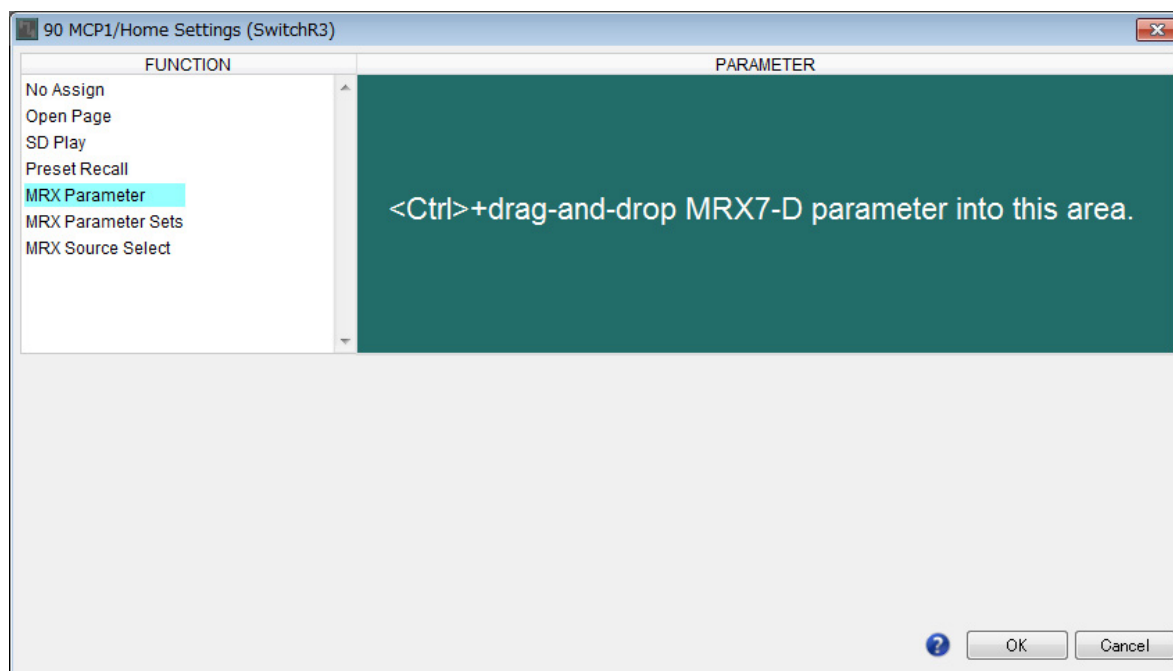 90 MCP1/Home Settings (SwitchR3)
FUNCTION
PARAMETER
No Assign
Open Page
SD Play
Preset Recall
MRX Parameter
MRX Parameter Sets
MRX Source Select
<Ctrl>+drag-and-drop MRX7-D parameter into this area.
?
OK
Cancel